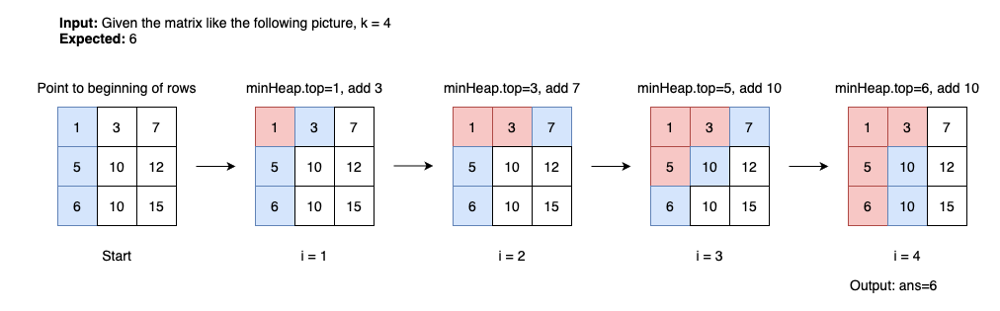 Input: Given the matrix like the following picture, k = 4
Expected: 6
Point to beginning of rows
minHeap.top=1, add 3
minHeap.top=3, add 7
minHeap.top=5, add 10
minHeap.top=6, add 10
1 3 7
5 10 12
6 10 15
Start
1 3 7
5 10 12
6 10 15
i = 1
1 3 7
5 10 12
6 10 15
i = 2
1 3 7
5 10 12
6 10 15
i = 3
1 3 7
5 10 12
6 10 15
i = 4
Output: ans=6